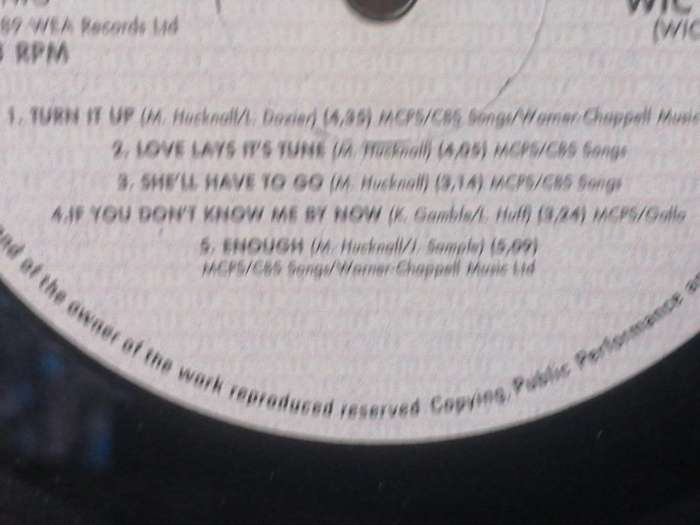 89 WEA Records Ltd
RPM
WIC
(WIC
1. TURN IT UP (M. Hucknall/L. Dozier) (4,35) MCPS/CBS Songs/Warner Chappell Music
2. LOVE LAYS IT'S TUNE (M. Hucknall) (4,05) MCPS/CBS Songs
3. SHE'LL HAVE TO GO (M. Hucknall) (3,14) MCPS/CBS Songs
4.IF YOU DON'T KNOW ME BY NOW (K. Gamble/L. Huff) (3,24) MCPS/Gallo
5. ENOUGH (M. Hucknall/J. Sample) (5,09)
MCPS/CBS Songs/Warner Chappell Music Ltd
and of the owner of the work reproduced reserved Copying, Public Performance